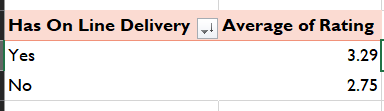 Has On Line Delivery Average of Rating
Yes 3.29
No 2.75